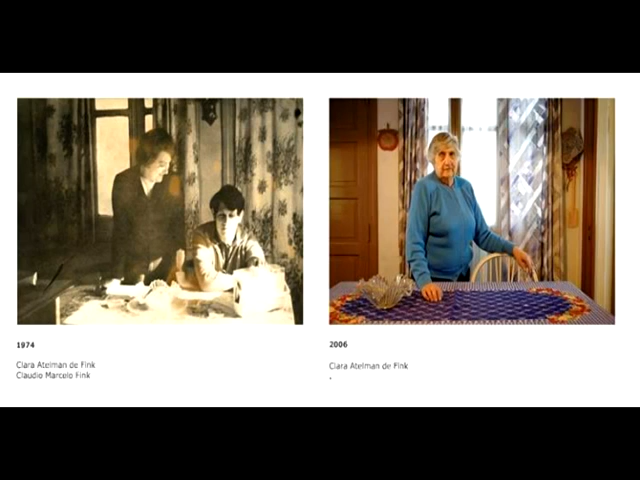 1974
Clara Atelman de Fink
Claudio Marcelo Fink
2006
Clara Atelman de Fink
.